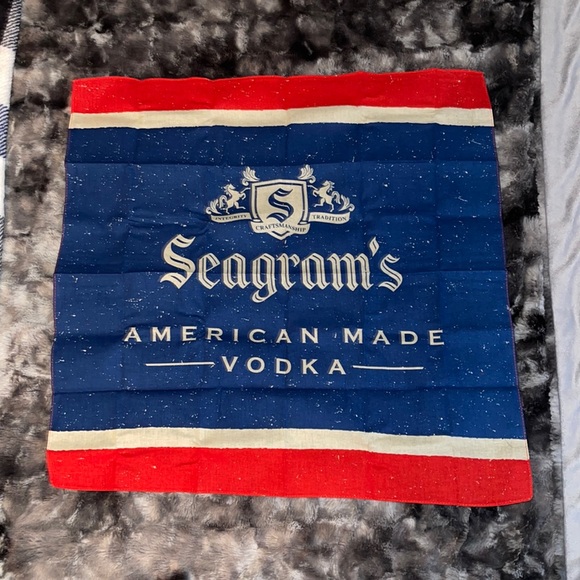 S
INTEGRITY TRADITION
CRAFTSMANSHIP
Seagram's
AMERICAN MADE
VODKA